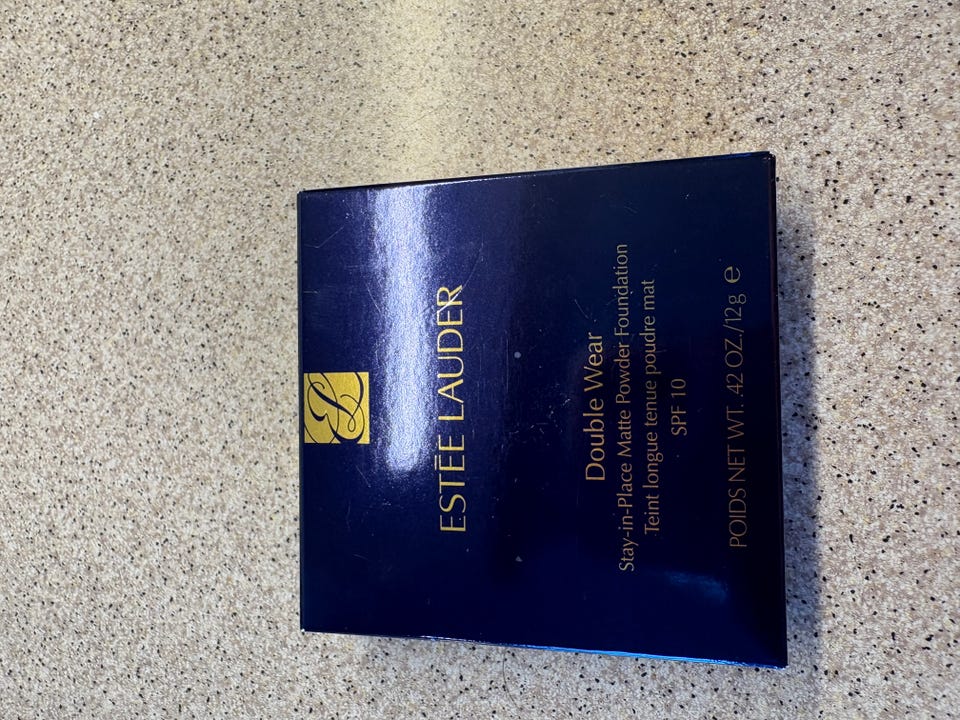 ESTĒE LAUDER
Double Wear
Stay-in-Place Matte Powder Foundation
Teint longue tenue poudre mat
SPF 10
POIDS NET WT. .42 OZ./12g e